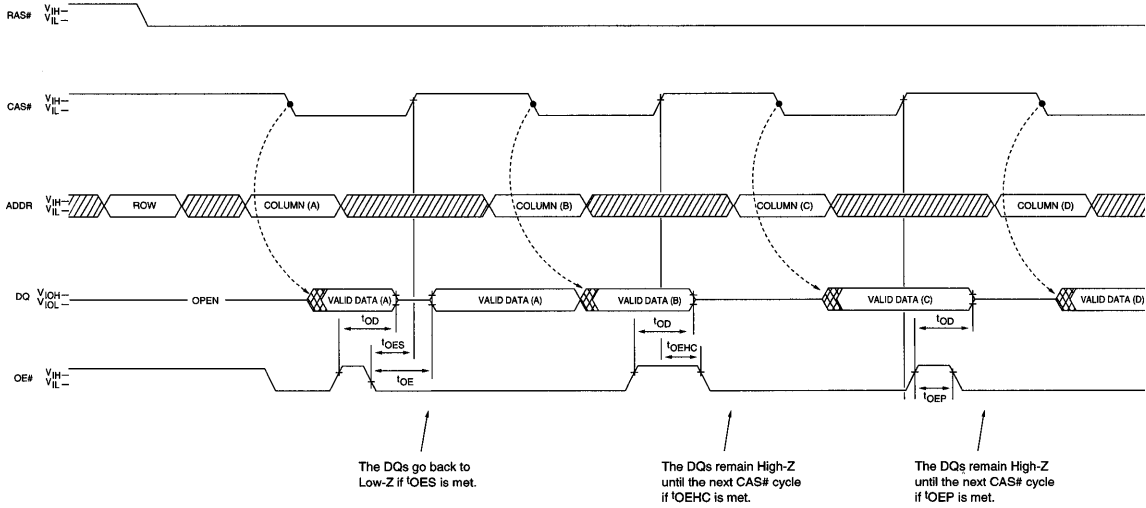 RAS# VIH
VIL
CAS# VIH
VIL
ADDR VIH
VIL
ROW COLUMN (A) COLUMN (B) COLUMN (C) COLUMN (D)
DQ VIOH
VIOL
OPEN VALID DATA (A) VALID DATA (A) VALID DATA (B) VALID DATA (C) VALID DATA (D)
tOD tOD tOD
tOES tOEHC
tOE
OE# VIH
VIL
tOEP
The DQs go back to
Low-Z if tOES is met.
The DQs remain High-Z
until the next CAS# cycle
if tOEHC is met.
The DQs remain High-Z
until the next CAS# cycle
if tOEP is met.